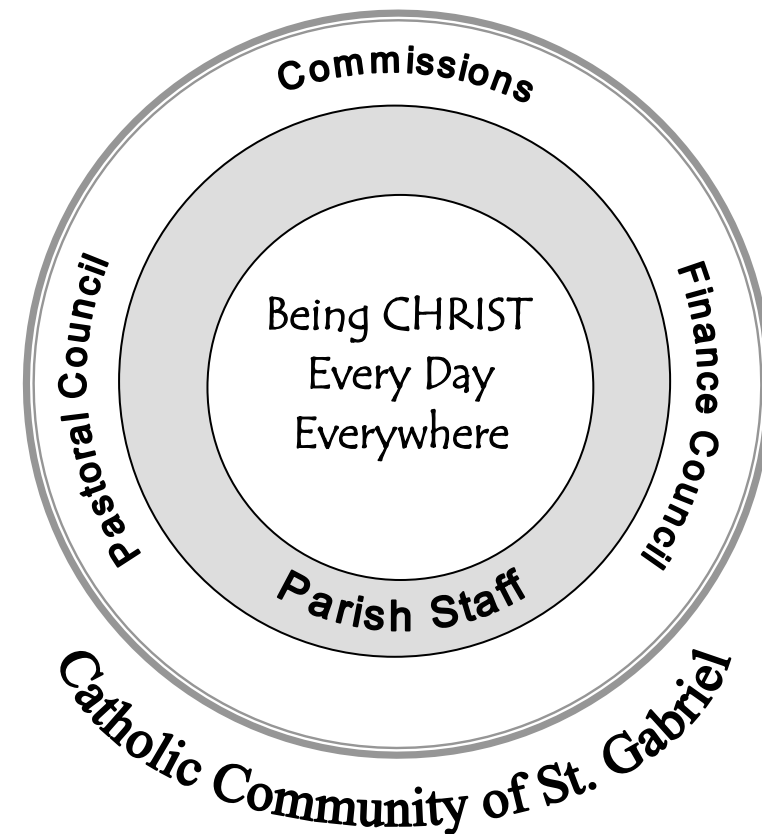 Commissions
Pastoral Council
Finance Council
Being CHRIST
Every Day
Everywhere
Parish Staff
Catholic Community of St. Gabriel